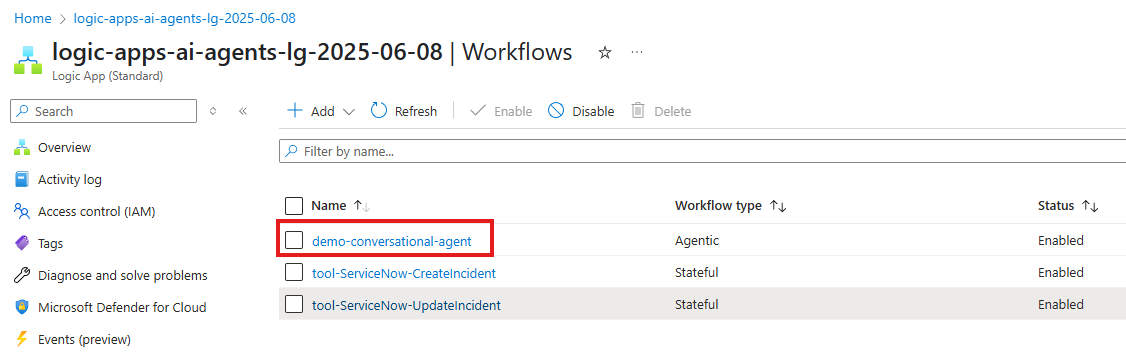 Home > logic-apps-ai-agents-lg-2025-06-08
logic-apps-ai-agents-lg-2025-06-08 | Workflows
Logic App (Standard)
Search
Add Refresh Enable Disable Delete
Overview
Filter by name...
Activity log
Access control (IAM)
Name Workflow type Status
Tags
demo-conversational-agent Agentic Enabled
Diagnose and solve problems
tool-ServiceNow-CreateIncident Stateful Enabled
Microsoft Defender for Cloud
tool-ServiceNow-UpdateIncident Stateful Enabled
Events (preview)